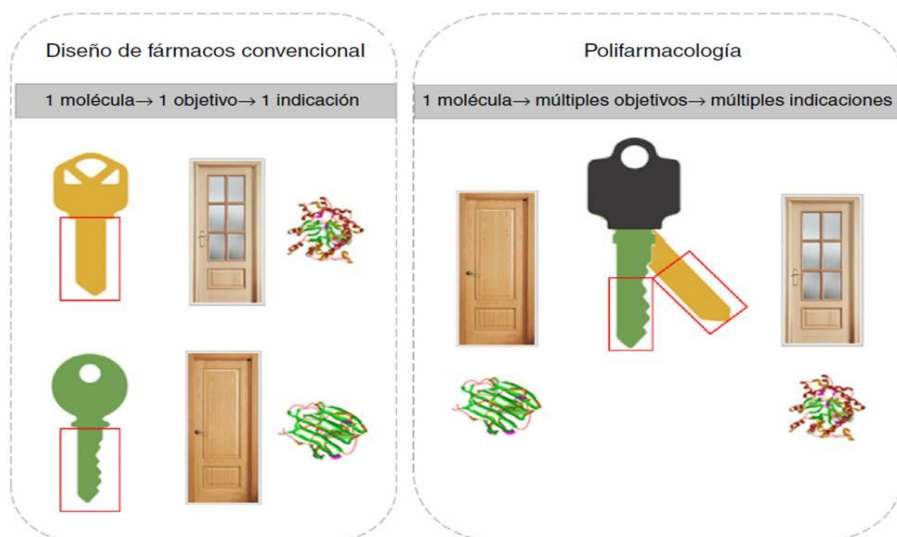 Diseño de fármacos convencional
1 molécula→ 1 objetivo→ 1 indicación
Polifarmacología
1 molécula→ múltiples objetivos→ múltiples indicaciones